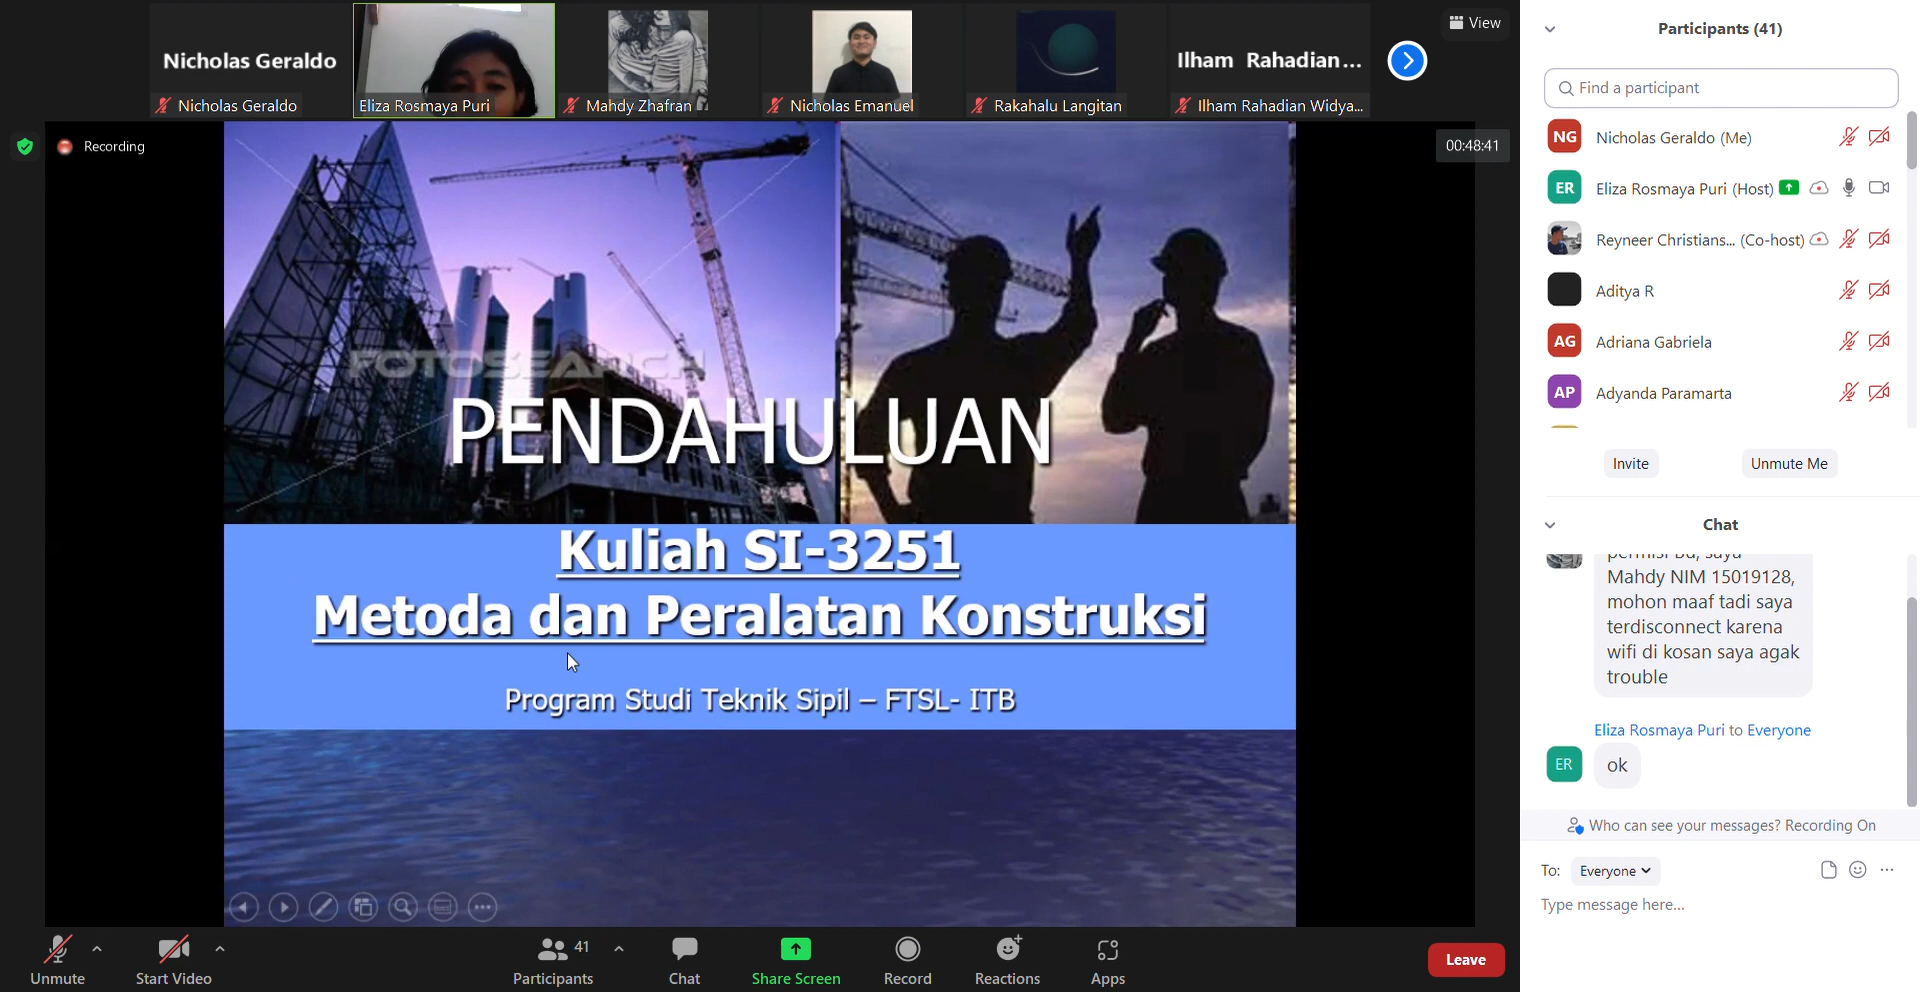 Nicholas Geraldo
Nicholas Geraldo
Eliza Rosmaya Puri
Mahdy Zhafran
Nicholas Emanuel
Rakahalu Langitan
Ilham Rahadian...
Ilham Rahadian Widya...
View
Recording
00:48:41
FOTOSEARCH
PENDAHULUAN
Kuliah SI-3251
Metoda dan Peralatan Konstruksi
Program Studi Teknik Sipil – FTSL- ITB
Unmute
Start Video
41
Participants
Chat
Share Screen
Record
Reactions
Apps
Leave
Participants (41)
Find a participant
NG Nicholas Geraldo (Me)
ER Eliza Rosmaya Puri (Host)
Reyneer Christians... (Co-host)
Aditya R
AG Adriana Gabriela
AP Adyanda Paramarta
Invite
Unmute Me
Chat
permisi Bu, saya
Mahdy NIM 15019128,
mohon maaf tadi saya
terdisconnect karena
wifi di kosan saya agak
trouble
Eliza Rosmaya Puri to Everyone
ER ok
Who can see your messages? Recording On
To: Everyone
Type message here...